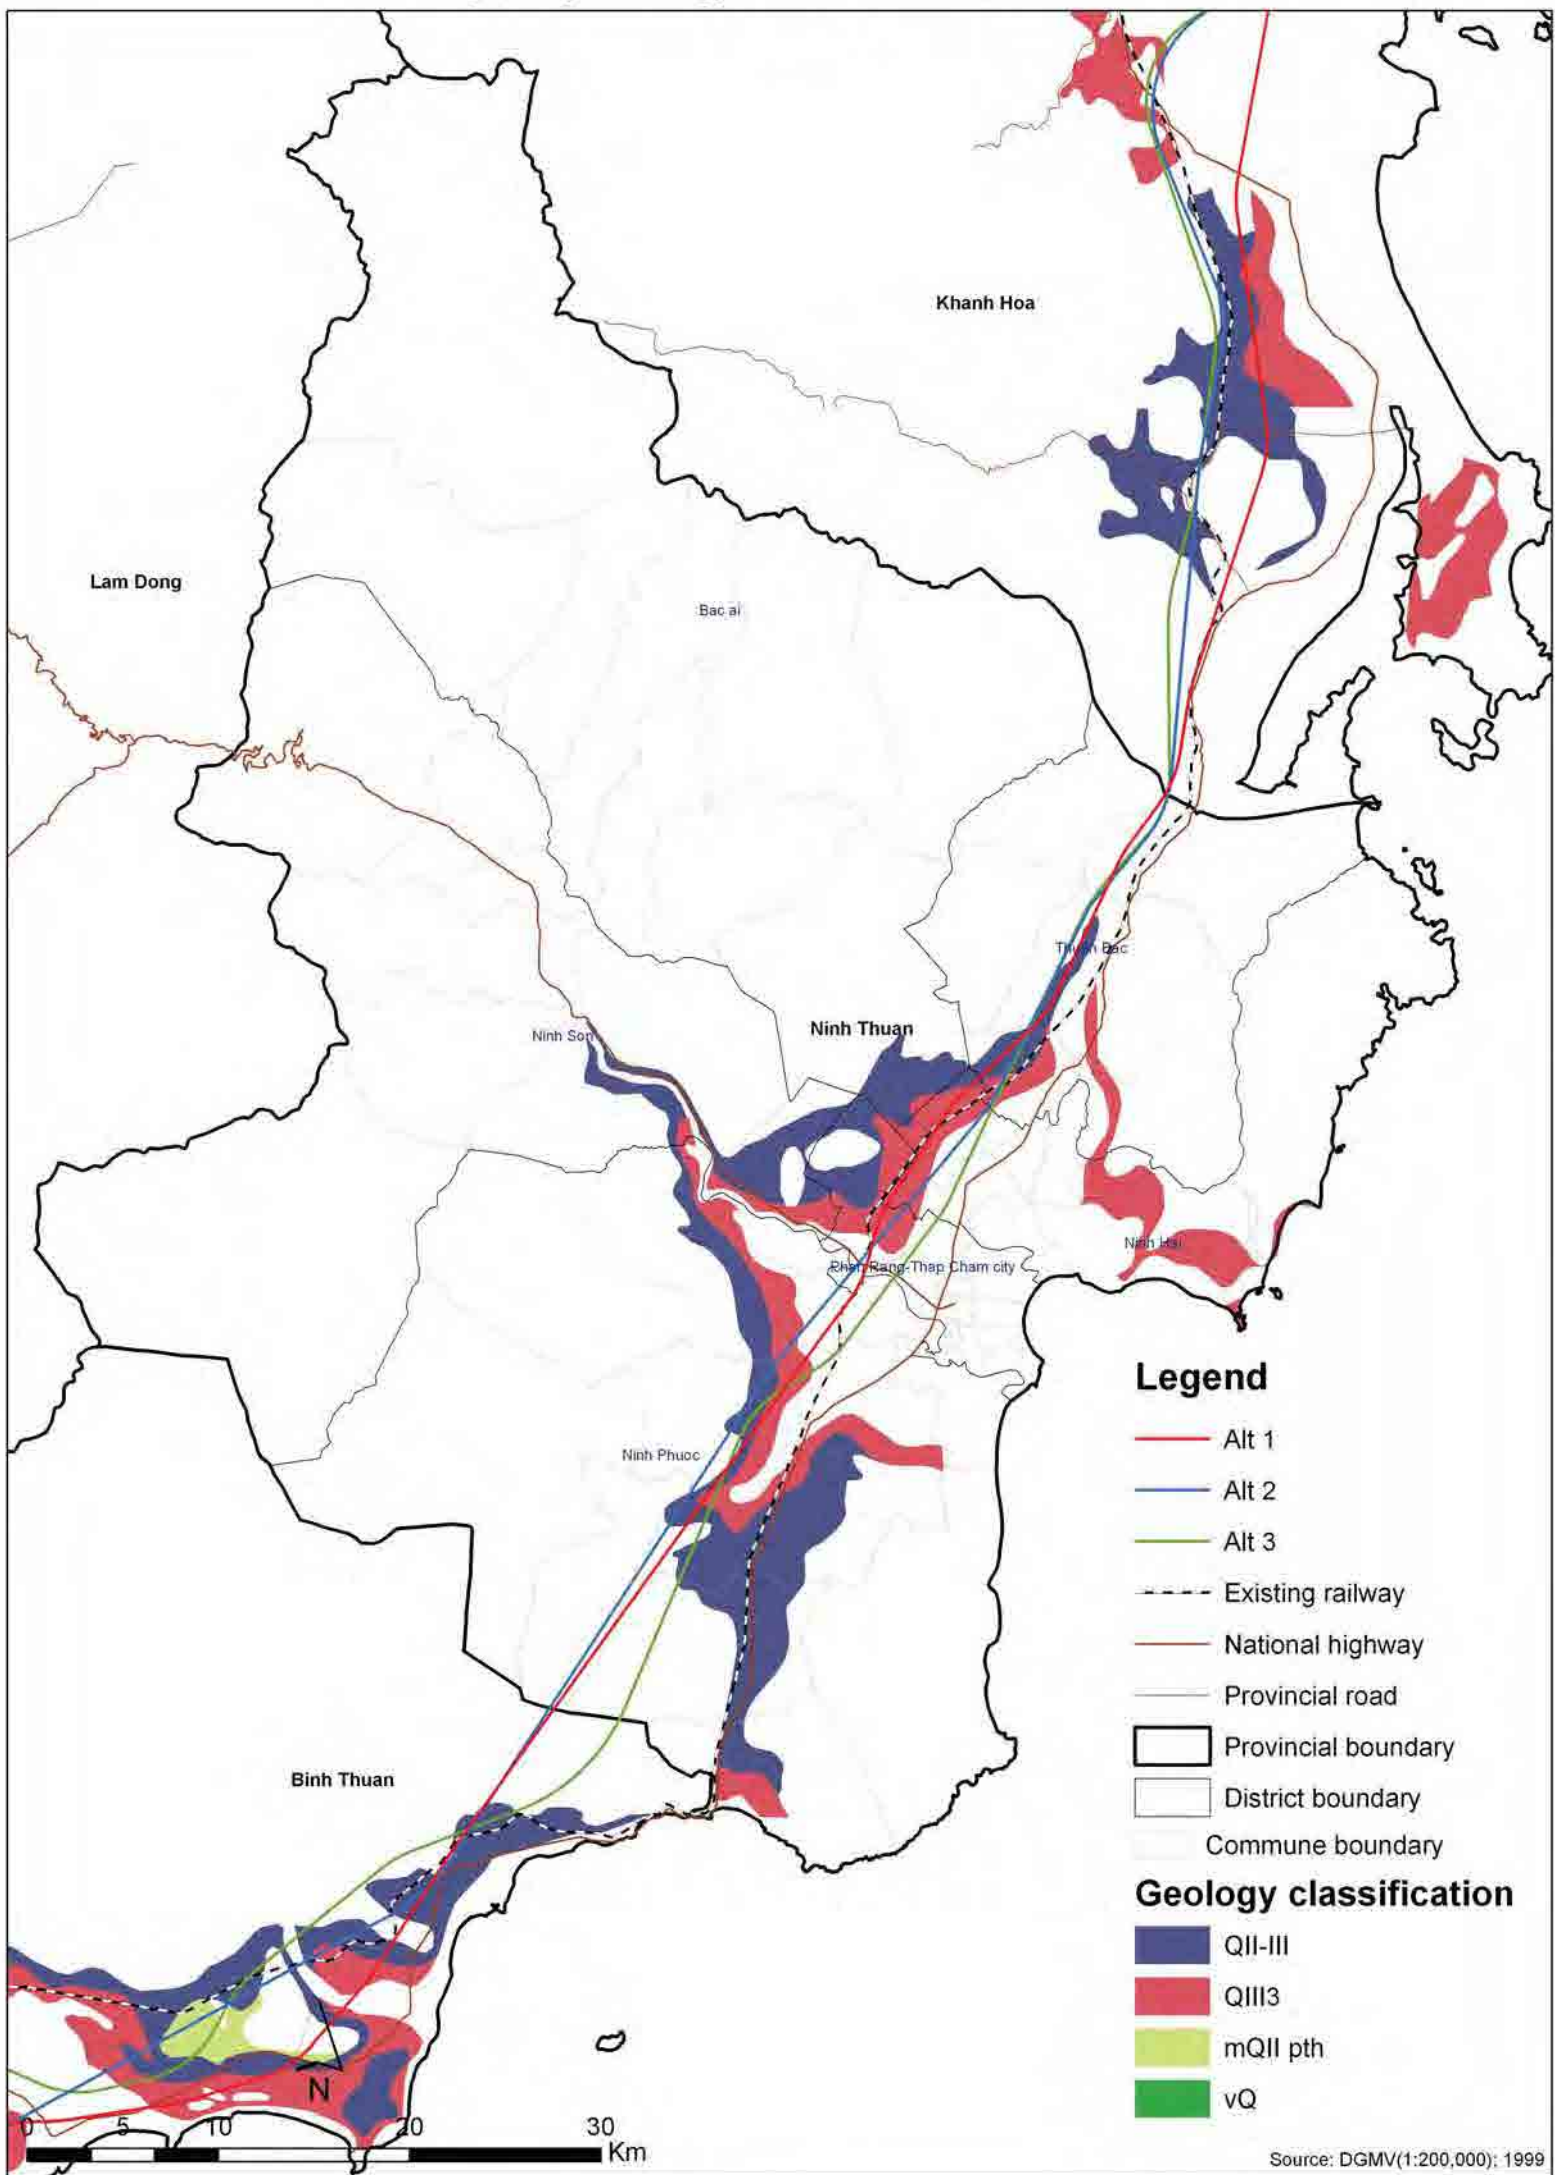 Khanh Hoa
Lam Dong
Bac ai
Thuan Bac
Ninh Thuan
Ninh Son
Ninh Hai
Phan Rang-Thap Cham city
Ninh Phuoc
Binh Thuan
Legend
Alt 1
Alt 2
Alt 3
Existing railway
National highway
Provincial road
Provincial boundary
District boundary
Commune boundary
Geology classification
QII-III
QIII3
mQII pth
vQ
N
0 5 10 20 30
Km
Source: DGMV(1:200,000); 1999